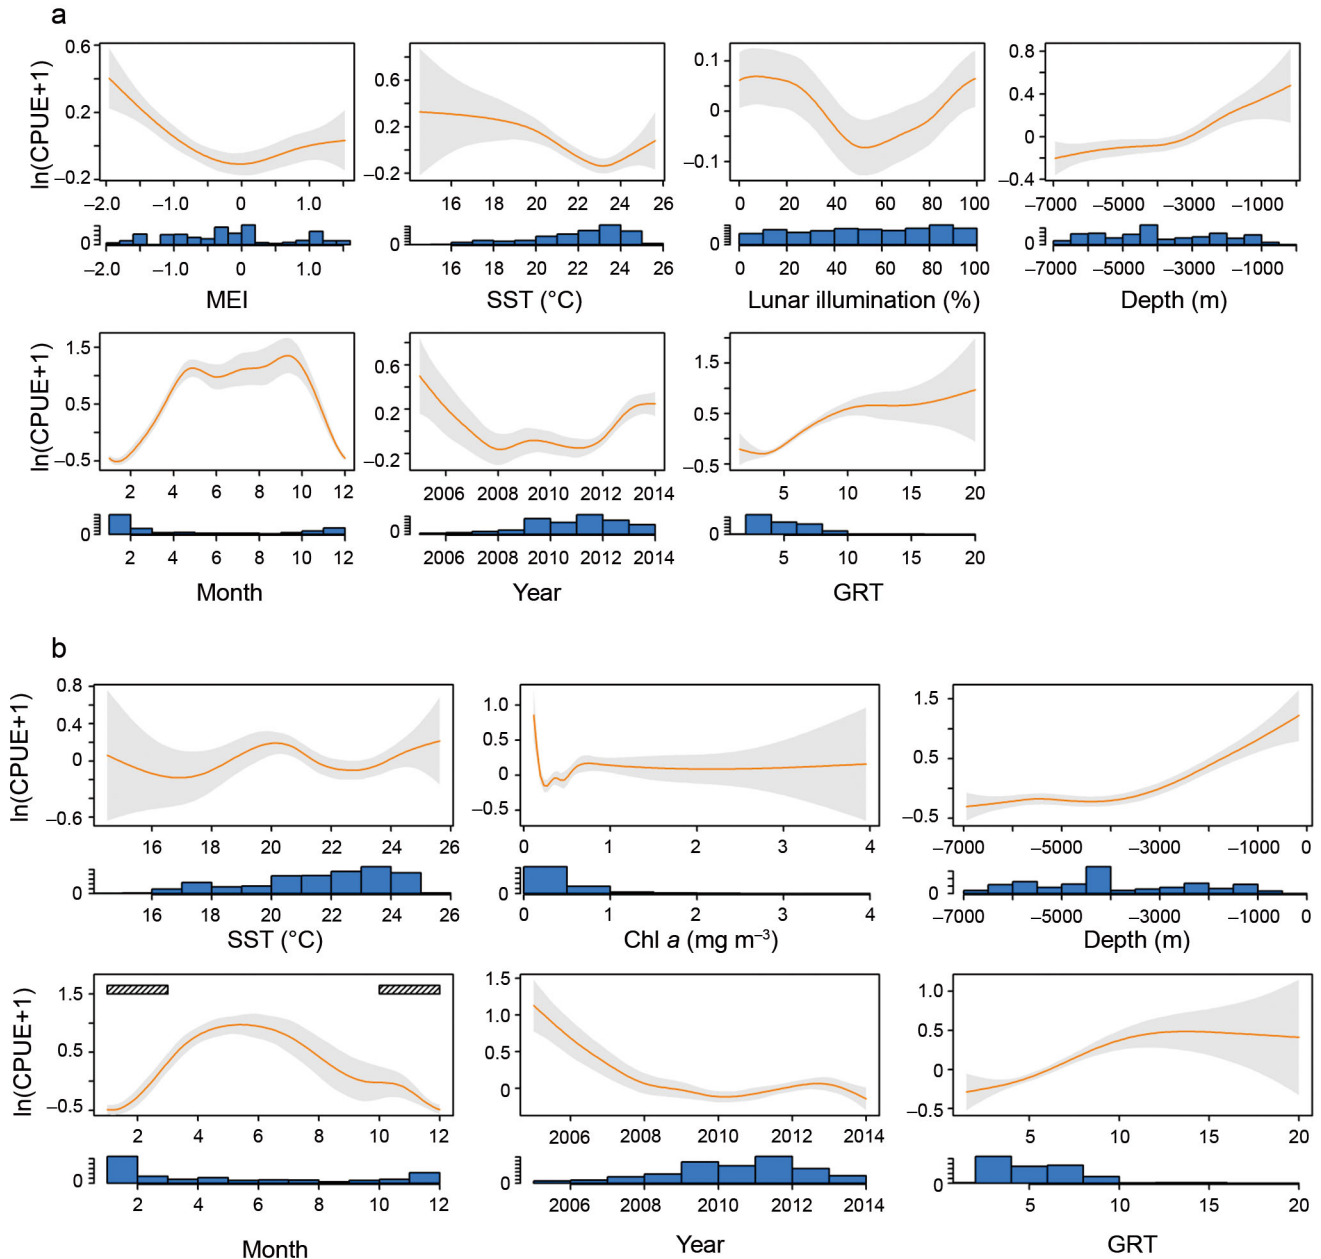 a
ln(CPUE+1)
0.6
0.2
−0.2
−2.0 −1.0 0 1.0
0
−2.0 −1.0 0 1.0
MEI
0.6
0.2
−0.2
16 18 20 22 24 26
0
16 18 20 22 24 26
SST (°C)
0.1
0
−0.1
0 20 40 60 80 100
0
0 20 40 60 80 100
Lunar illumination (%)
0.8
0.4
0
−0.4
−7000 −5000 −3000 −1000
0
−7000 −5000 −3000 −1000
Depth (m)
ln(CPUE+1)
1.5
0.5
−0.5
2 4 6 8 10 12
0
2 4 6 8 10 12
Month
0.6
0.2
−0.2
2006 2008 2010 2012 2014
0
2006 2008 2010 2012 2014
Year
1.5
0.5
−0.5
5 10 15 20
0
5 10 15 20
GRT
b
ln(CPUE+1)
0.8
0.4
0
−0.6
16 18 20 22 24 26
0
16 18 20 22 24 26
SST (°C)
1.0
0.5
0
−0.5
0 1 2 3 4
0
0 1 2 3 4
Chl a (mg m⁻³)
1.5
0.5
−0.5
−7000 −5000 −3000 −1000 0
0
−7000 −5000 −3000 −1000 0
Depth (m)
ln(CPUE+1)
1.5
0.5
−0.5
2 4 6 8 10 12
0
2 4 6 8 10 12
Month
1.5
1.0
0.5
0
2006 2008 2010 2012 2014
0
2006 2008 2010 2012 2014
Year
1.0
0.5
0
−0.5
5 10 15 20
0
5 10 15 20
GRT